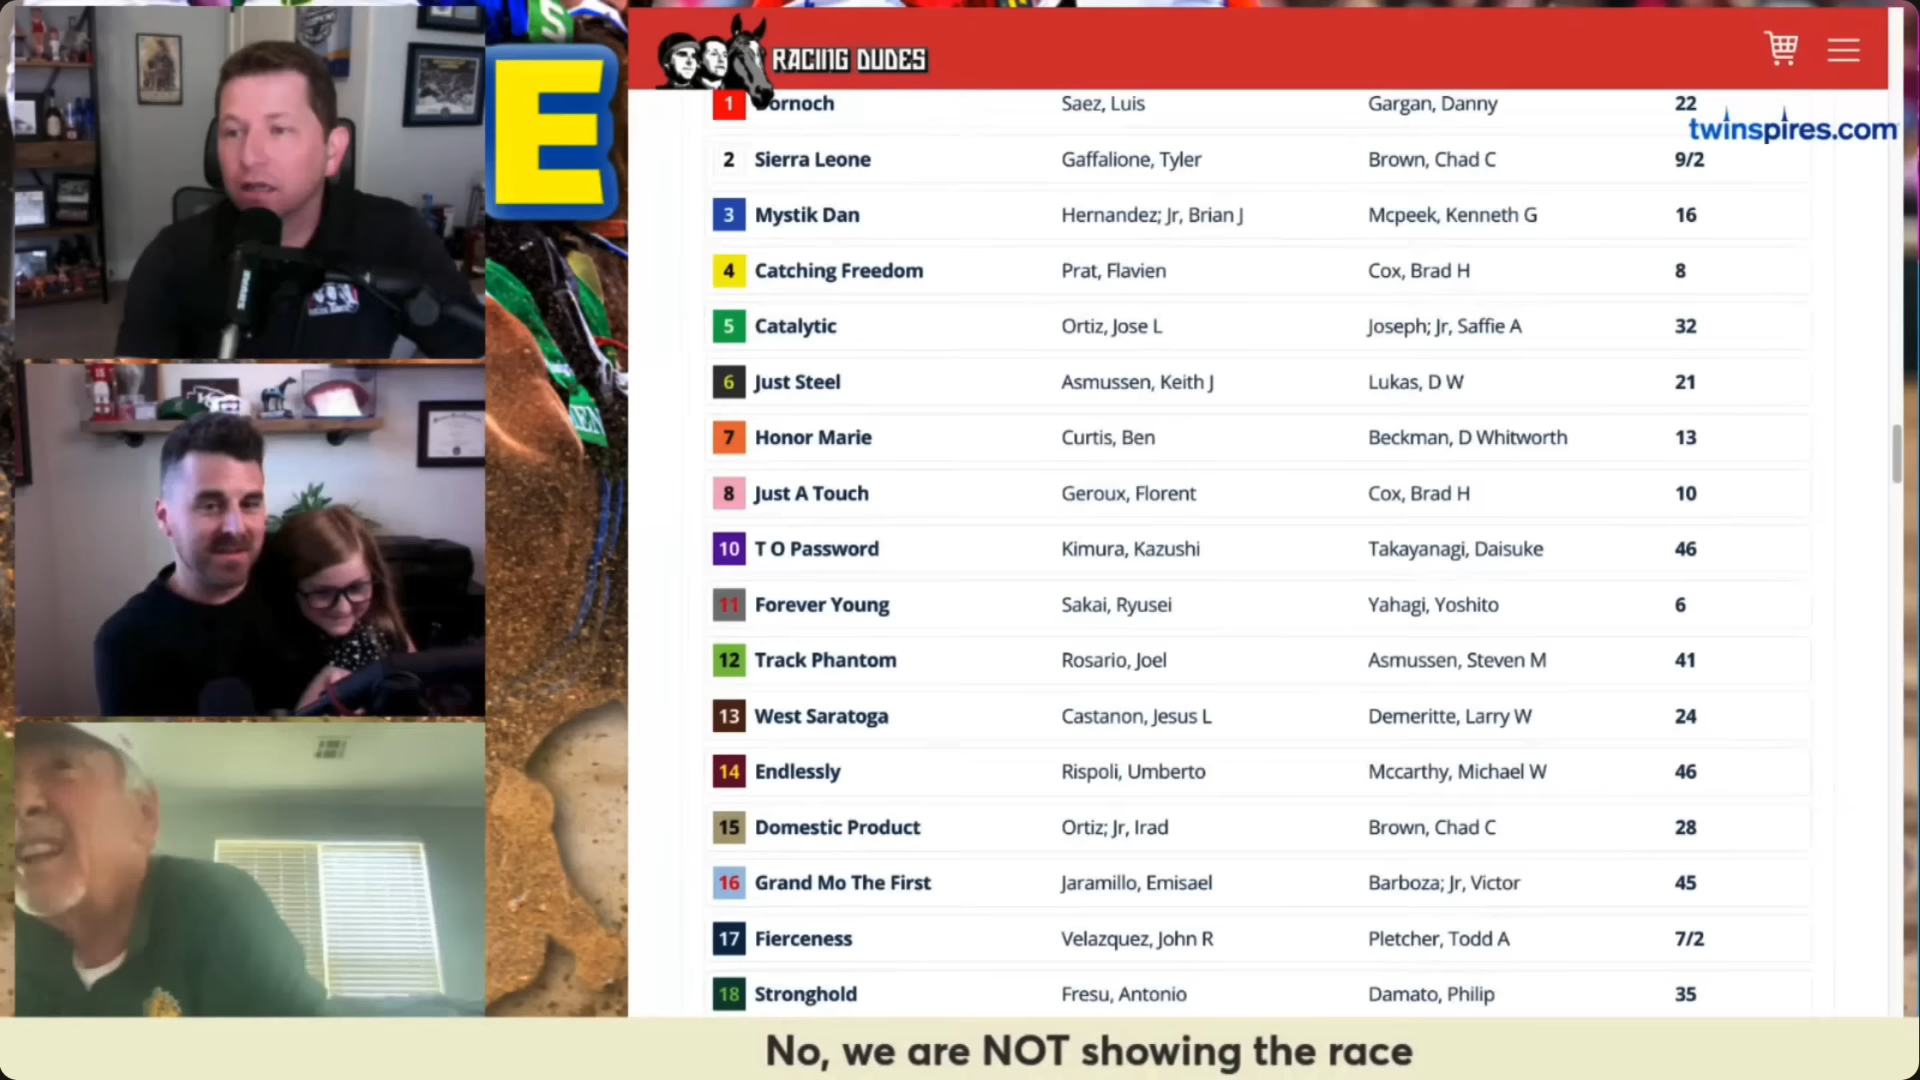 E
5
RACING DUDES
twinspires.com
1 Dornoch Saez, Luis Gargan, Danny 22
2 Sierra Leone Gaffalione, Tyler Brown, Chad C 9/2
3 Mystik Dan Hernandez; Jr, Brian J Mcpeek, Kenneth G 16
4 Catching Freedom Prat, Flavien Cox, Brad H 8
5 Catalytic Ortiz, Jose L Joseph; Jr, Saffie A 32
6 Just Steel Asmussen, Keith J Lukas, D W 21
7 Honor Marie Curtis, Ben Beckman, D Whitworth 13
8 Just A Touch Geroux, Florent Cox, Brad H 10
10 T O Password Kimura, Kazushi Takayanagi, Daisuke 46
11 Forever Young Sakai, Ryusei Yahagi, Yoshito 6
12 Track Phantom Rosario, Joel Asmussen, Steven M 41
13 West Saratoga Castanon, Jesus L Demeritte, Larry W 24
14 Endlessly Rispoli, Umberto Mccarthy, Michael W 46
15 Domestic Product Ortiz; Jr, Irad Brown, Chad C 28
16 Grand Mo The First Jaramillo, Emisael Barboza; Jr, Victor 45
17 Fierceness Velazquez, John R Pletcher, Todd A 7/2
18 Stronghold Fresu, Antonio Damato, Philip 35
SHURE
No, we are NOT showing the race